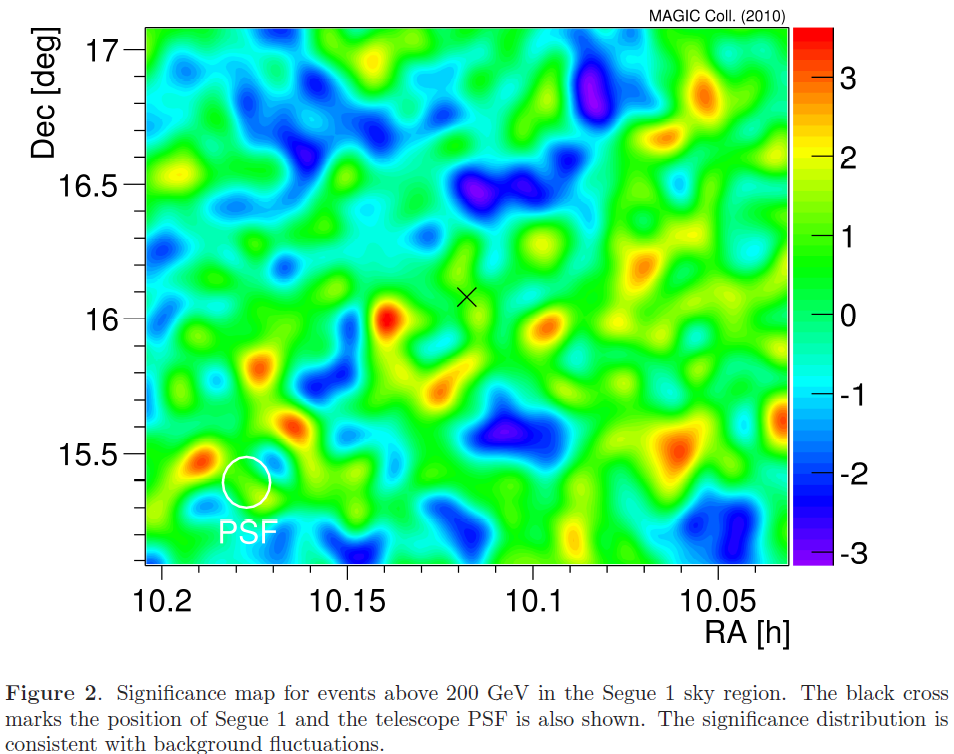 MAGIC Coll. (2010)
Dec [deg]
17
16.5
16
15.5
3
2
1
0
-1
-2
-3
PSF
10.2
10.15
10.1
10.05
RA [h]
Figure 2. Significance map for events above 200 GeV in the Segue 1 sky region. The black cross
marks the position of Segue 1 and the telescope PSF is also shown. The significance distribution is
consistent with background fluctuations.